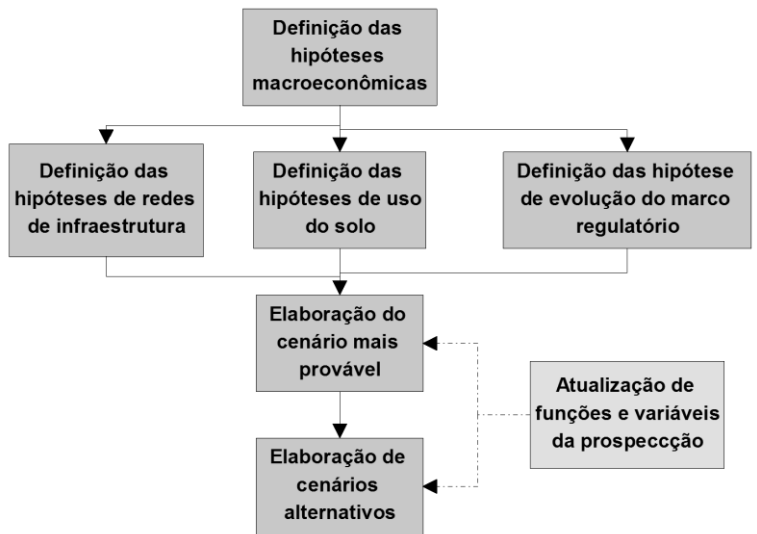 Definição das
hipóteses
macroeconômicas
Definição das
hipóteses de redes
de infraestrutura
Definição das
hipóteses de uso
do solo
Definição das hipótese
de evolução do marco
regulatório
Elaboração do
cenário mais
provável
Atualização de
funções e variáveis
da prospeccção
Elaboração de
cenários
alternativos